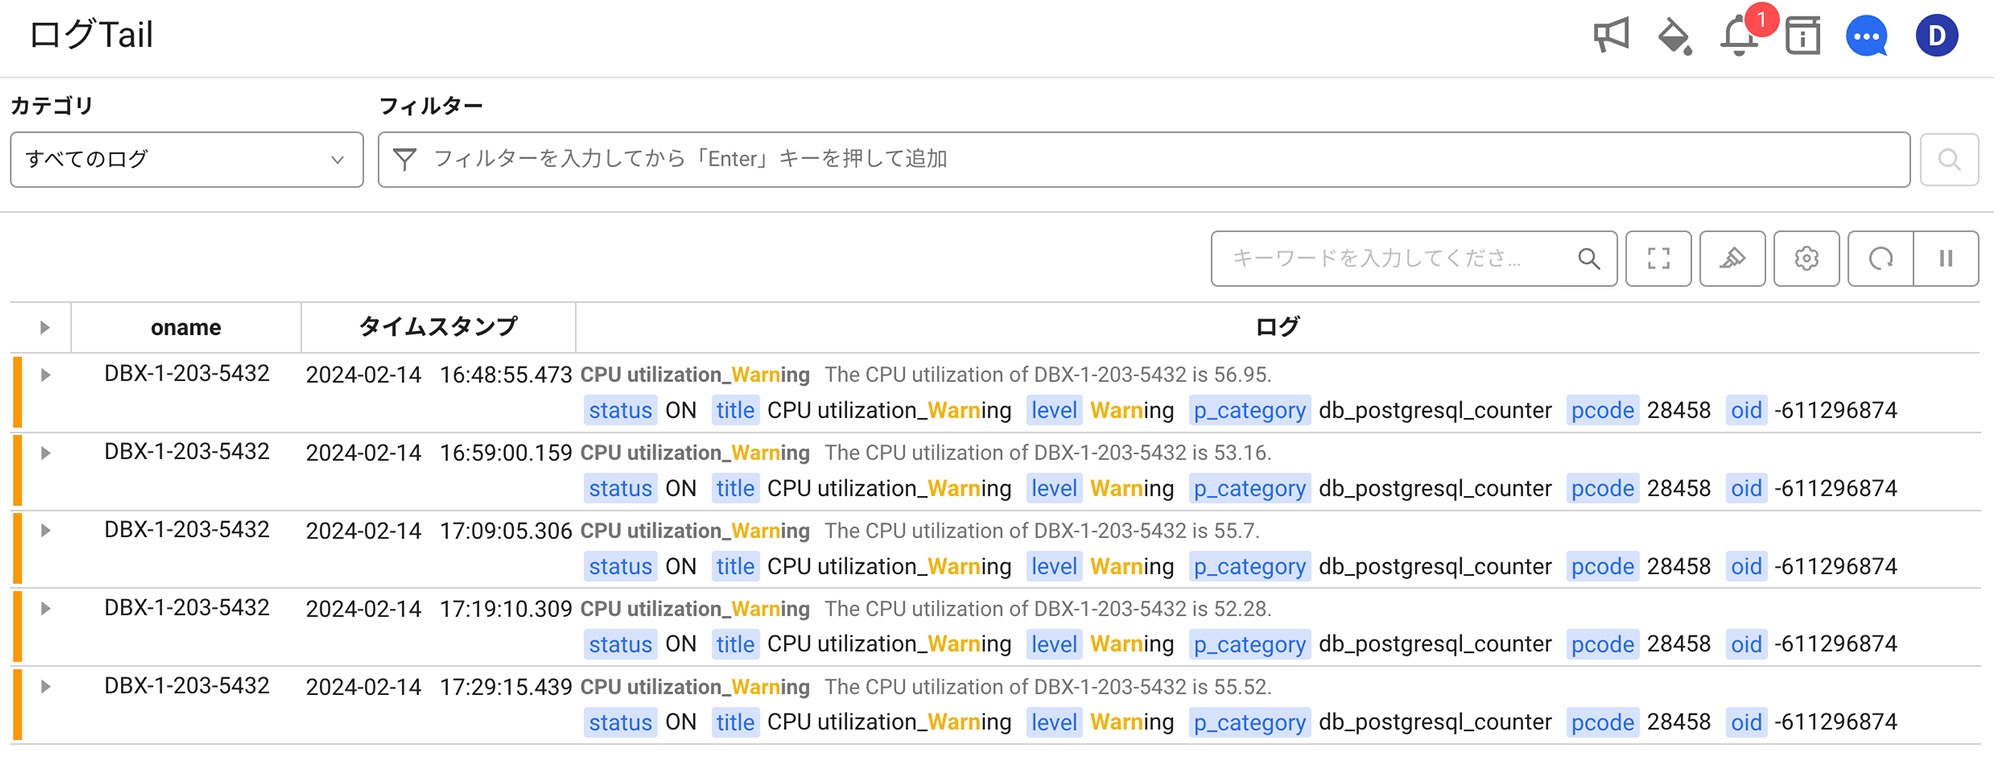 ログTail
1
D
カテゴリ
フィルター
すべてのログ
フィルターを入力してから「Enter」キーを押して追加
キーワードを入力してくださ...
oname タイムスタンプ ログ
DBX-1-203-5432 2024-02-14 16:48:55.473 CPU utilization_Warning The CPU utilization of DBX-1-203-5432 is 56.95.
status ON title CPU utilization_Warning level Warning p_category db_postgresql_counter pcode 28458 oid -611296874
DBX-1-203-5432 2024-02-14 16:59:00.159 CPU utilization_Warning The CPU utilization of DBX-1-203-5432 is 53.16.
status ON title CPU utilization_Warning level Warning p_category db_postgresql_counter pcode 28458 oid -611296874
DBX-1-203-5432 2024-02-14 17:09:05.306 CPU utilization_Warning The CPU utilization of DBX-1-203-5432 is 55.7.
status ON title CPU utilization_Warning level Warning p_category db_postgresql_counter pcode 28458 oid -611296874
DBX-1-203-5432 2024-02-14 17:19:10.309 CPU utilization_Warning The CPU utilization of DBX-1-203-5432 is 52.28.
status ON title CPU utilization_Warning level Warning p_category db_postgresql_counter pcode 28458 oid -611296874
DBX-1-203-5432 2024-02-14 17:29:15.439 CPU utilization_Warning The CPU utilization of DBX-1-203-5432 is 55.52.
status ON title CPU utilization_Warning level Warning p_category db_postgresql_counter pcode 28458 oid -611296874